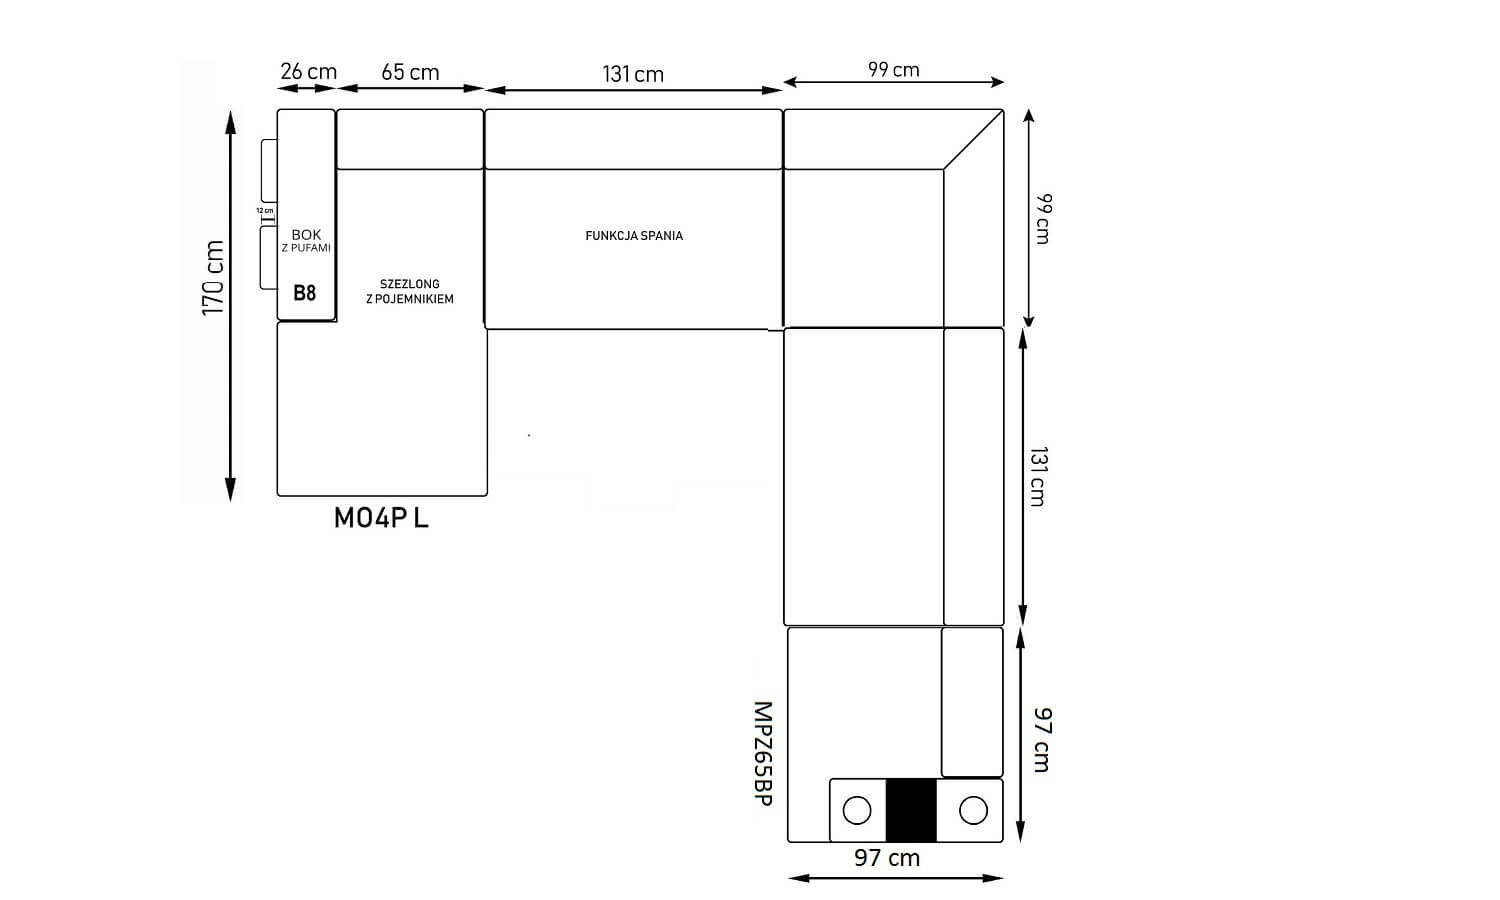 26 cm
65 cm
131 cm
99 cm
99 cm
12 cm
BOK
Z PUFAMI
B8
FUNKCJA SPANIA
SZEZLONG
Z POJEMNIKIEM
170 cm
131 cm
M04P L
MPZ65BP
97 cm
97 cm